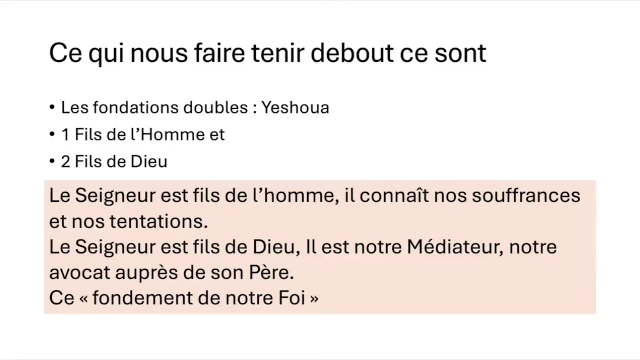 Ce qui nous faire tenir debout ce sont
• Les fondations doubles : Yeshoua
• 1 Fils de l’Homme et
• 2 Fils de Dieu
Le Seigneur est fils de l’homme, il connaît nos souffrances
et nos tentations.
Le Seigneur est fils de Dieu, Il est notre Médiateur, notre
avocat auprès de son Père.
Ce « fondement de notre Foi »